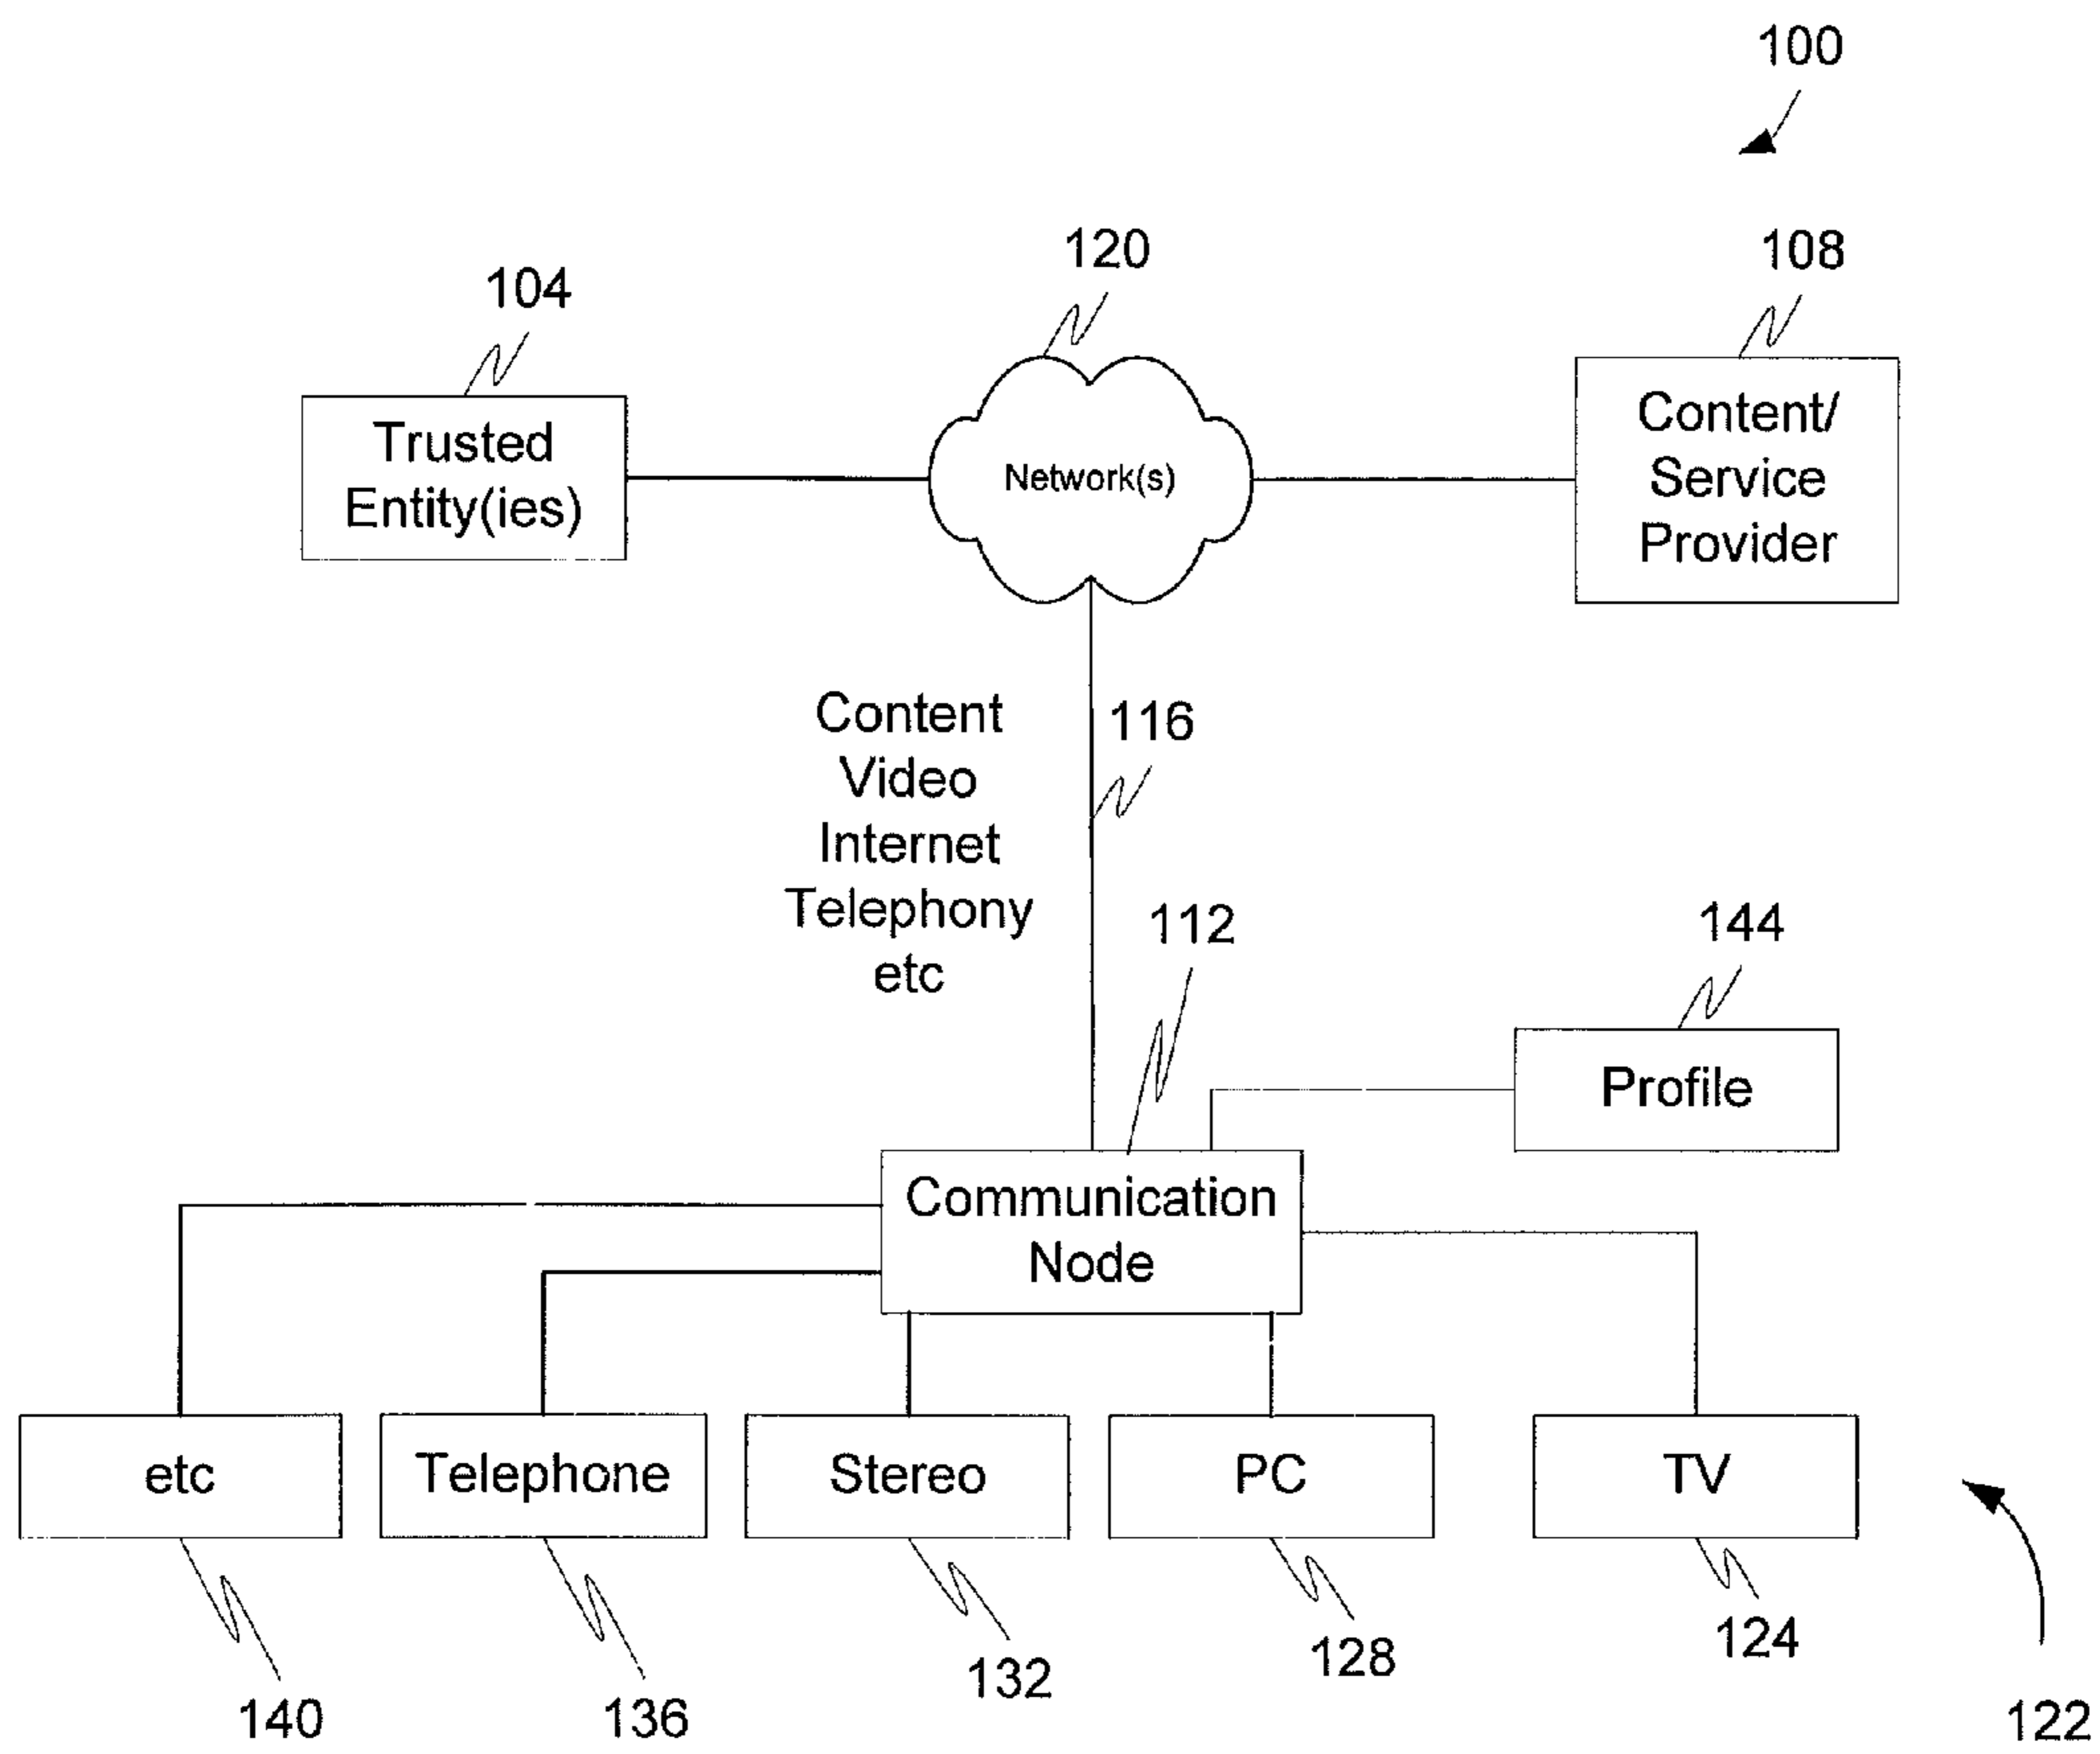 100
120
108
104
Trusted
Entity(ies)
Network(s)
Content/
Service
Provider
Content
Video
Internet
Telephony
etc
116
112
144
Profile
Communication
Node
etc
Telephone
Stereo
PC
TV
140
136
132
128
124
122